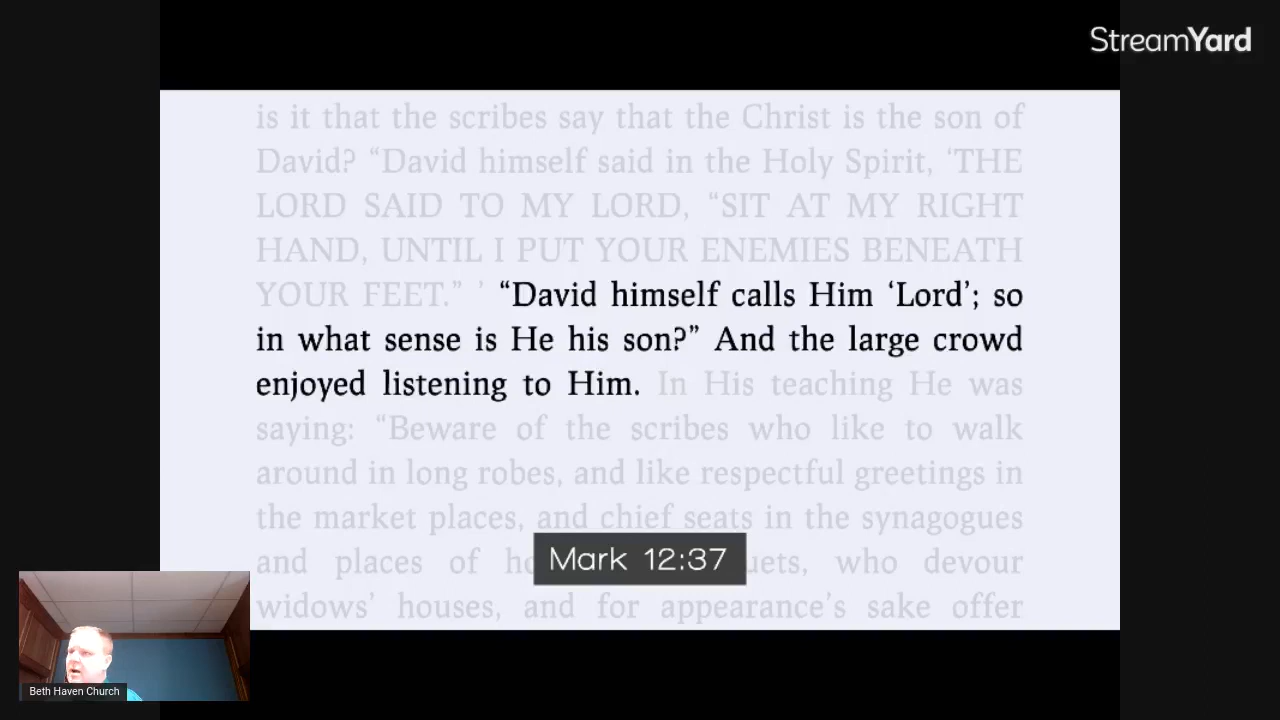 StreamYard
is it that the scribes say that the Christ is the son of
David? “David himself said in the Holy Spirit, ‘THE
LORD SAID TO MY LORD, “SIT AT MY RIGHT
HAND, UNTIL I PUT YOUR ENEMIES BENEATH
YOUR FEET.” ’ “David himself calls Him ‘Lord’; so
in what sense is He his son?” And the large crowd
enjoyed listening to Him. In His teaching He was
saying: “Beware of the scribes who like to walk
around in long robes, and like respectful greetings in
the market places, and chief seats in the synagogues
and places of who devour
Mark 12:37
widows’ houses, and for appearance’s sake offer
Beth Haven Church